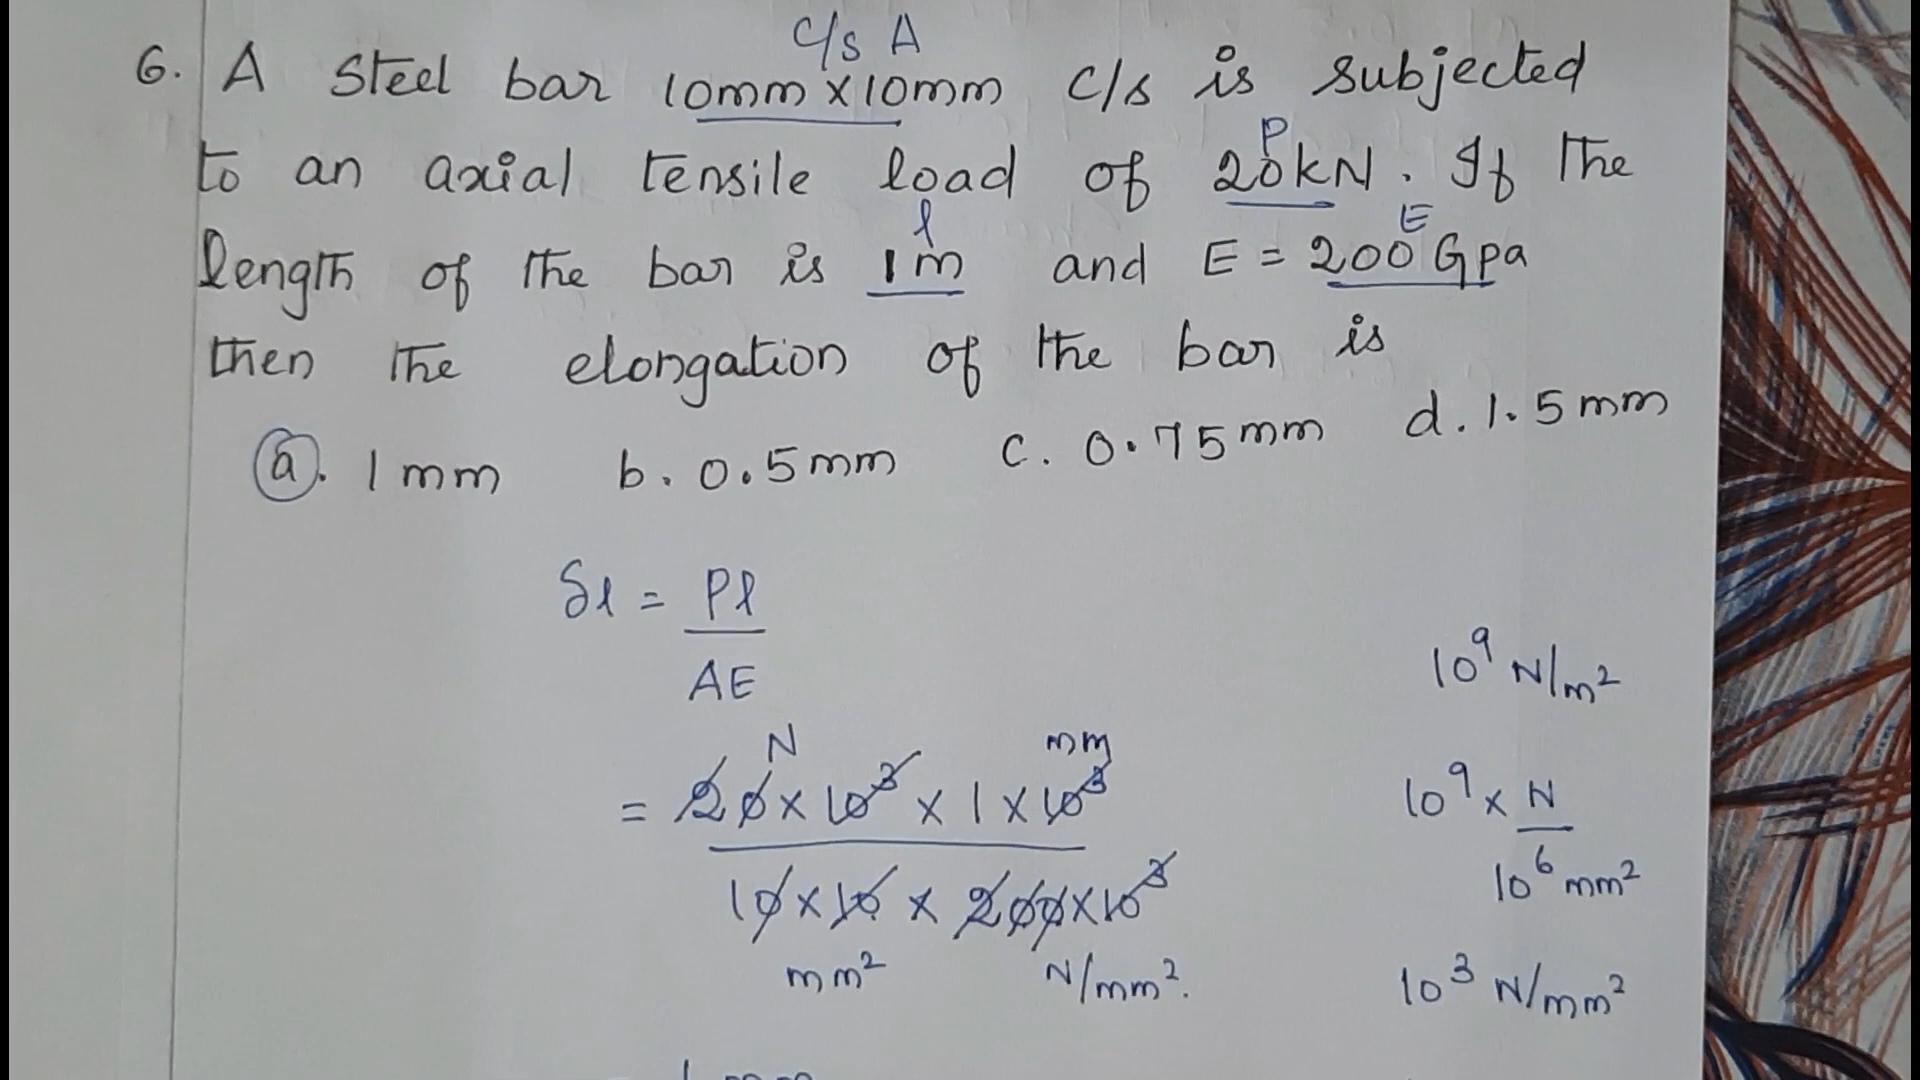 C/s A
6. A Steel bar 10mm x 10mm c/s is subjected
P
to an axial tensile load of 20kN. If the
l E
length of the bar is 1m and E = 200 Gpa
then the elongation of the bar is
a. 1 mm b. 0.5mm c. 0.75mm d. 1.5mm
δl = Pl
AE
10⁹ N/m²
N mm
= 20 x 10³ x 1 x 10³
10 x 10 x 200 x 10³
mm² N/mm².
10⁹ x N
10⁶ mm²
10³ N/mm²